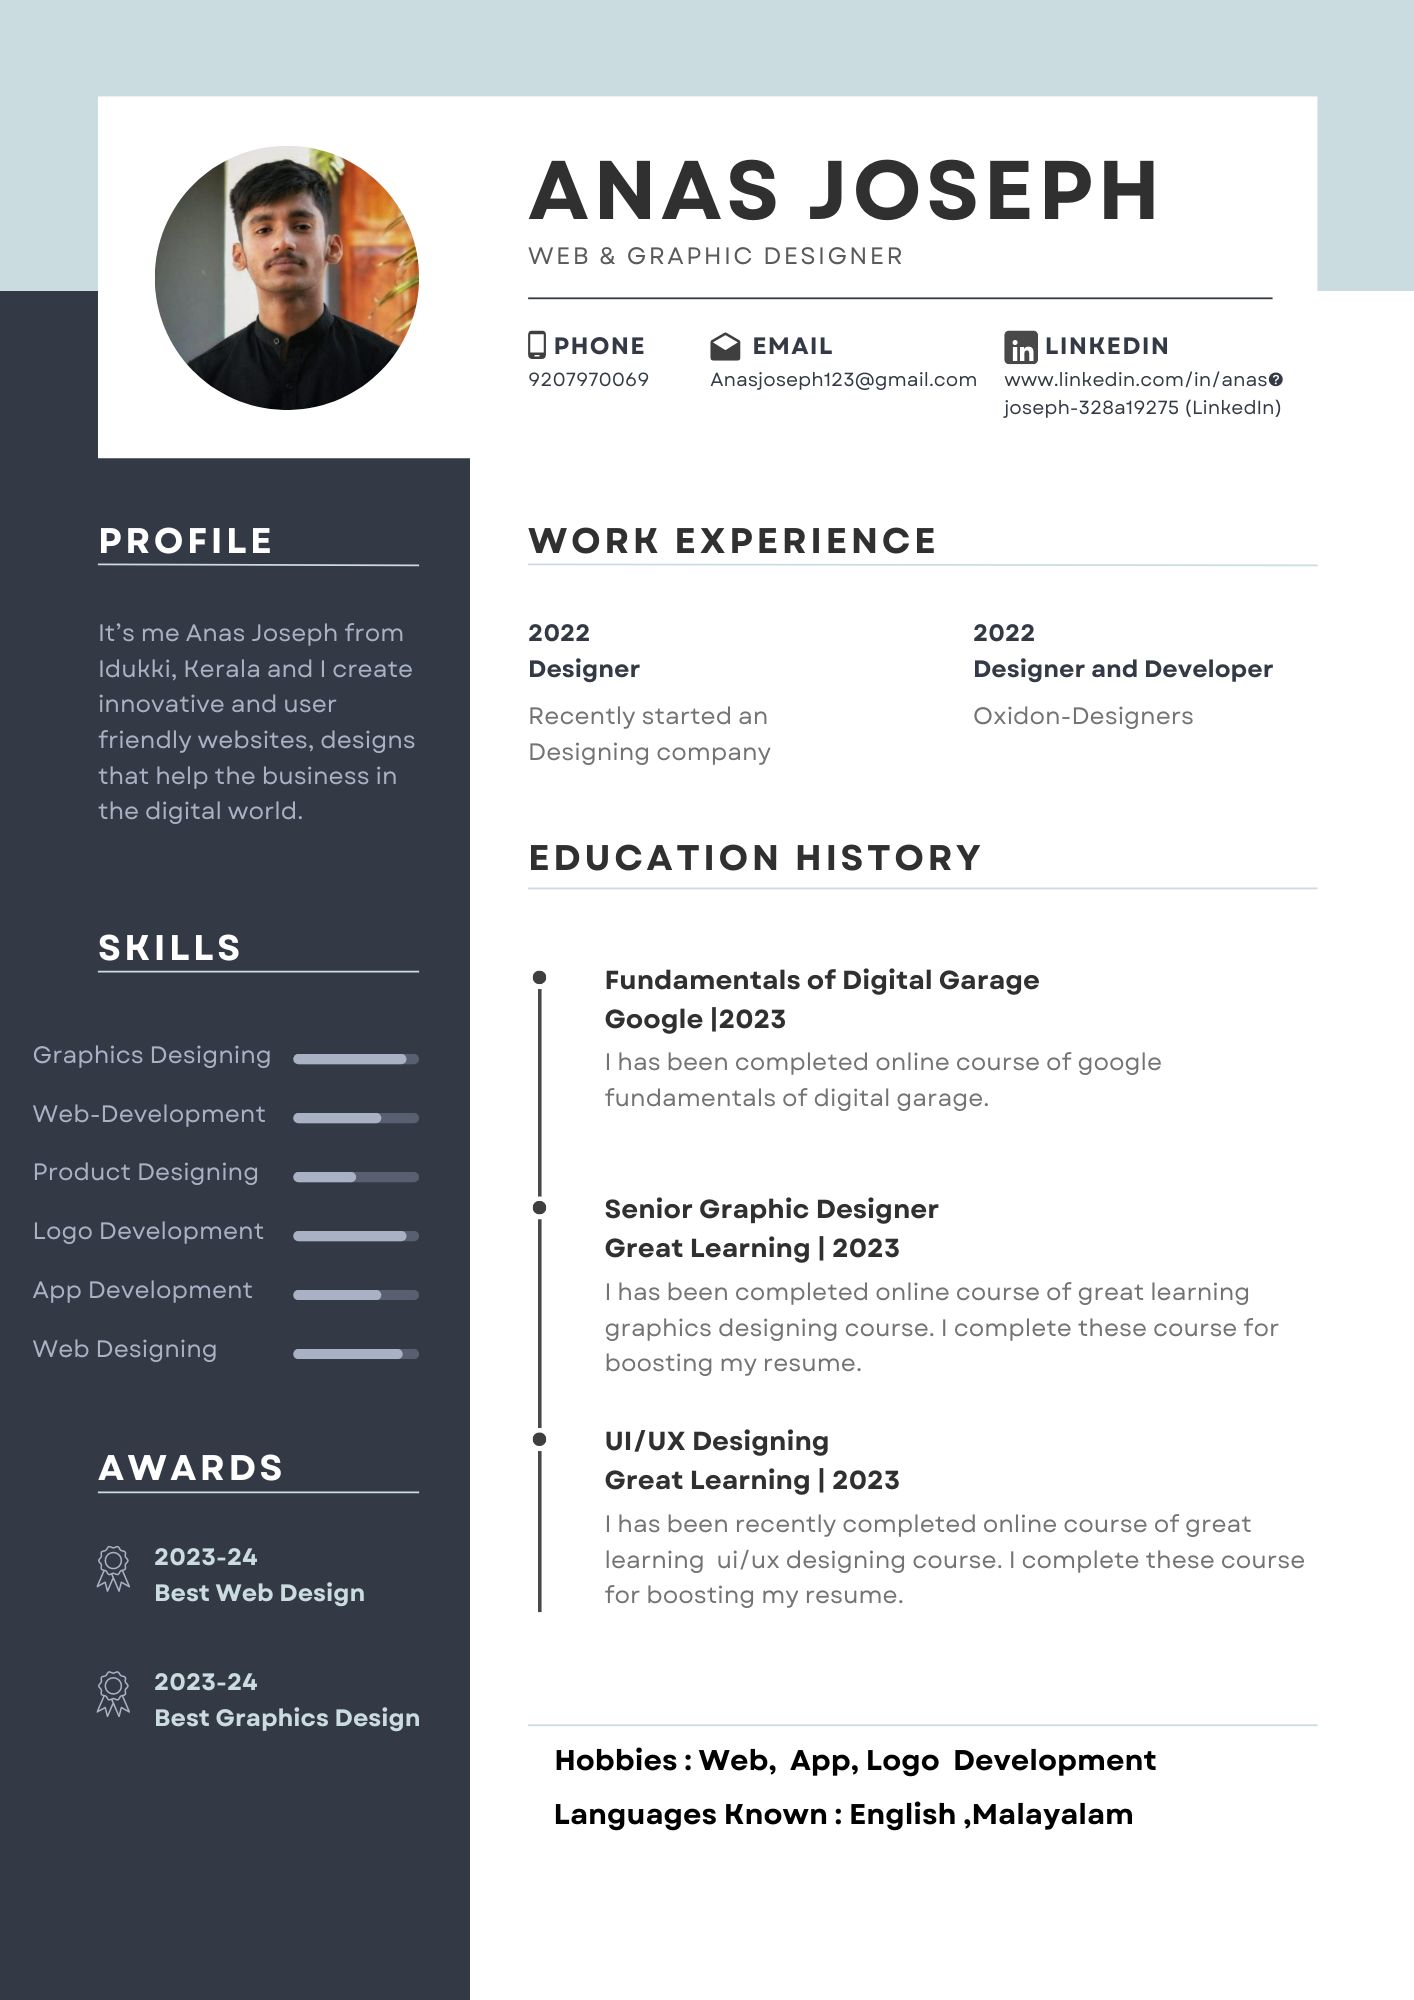 ANAS JOSEPH
WEB & GRAPHIC DESIGNER
PHONE
9207970069
EMAIL
Anasjoseph123@gmail.com
LINKEDIN
www.linkedin.com/in/anas?
joseph-328a19275 (LinkedIn)
PROFILE
It's me Anas Joseph from
Idukki, Kerala and I create
innovative and user
friendly websites, designs
that help the business in
the digital world.
SKILLS
Graphics Designing
Web-Development
Product Designing
Logo Development
App Development
Web Designing
AWARDS
2023-24
Best Web Design
2023-24
Best Graphics Design
WORK EXPERIENCE
2022
Designer
Recently started an
Designing company
2022
Designer and Developer
Oxidon-Designers
EDUCATION HISTORY
Fundamentals of Digital Garage
Google |2023
I has been completed online course of google
fundamentals of digital garage.
Senior Graphic Designer
Great Learning | 2023
I has been completed online course of great learning
graphics designing course. I complete these course for
boosting my resume.
UI/UX Designing
Great Learning | 2023
I has been recently completed online course of great
learning  ui/ux designing course. I complete these course
for boosting my resume.
Hobbies : Web,  App, Logo  Development
Languages Known : English ,Malayalam